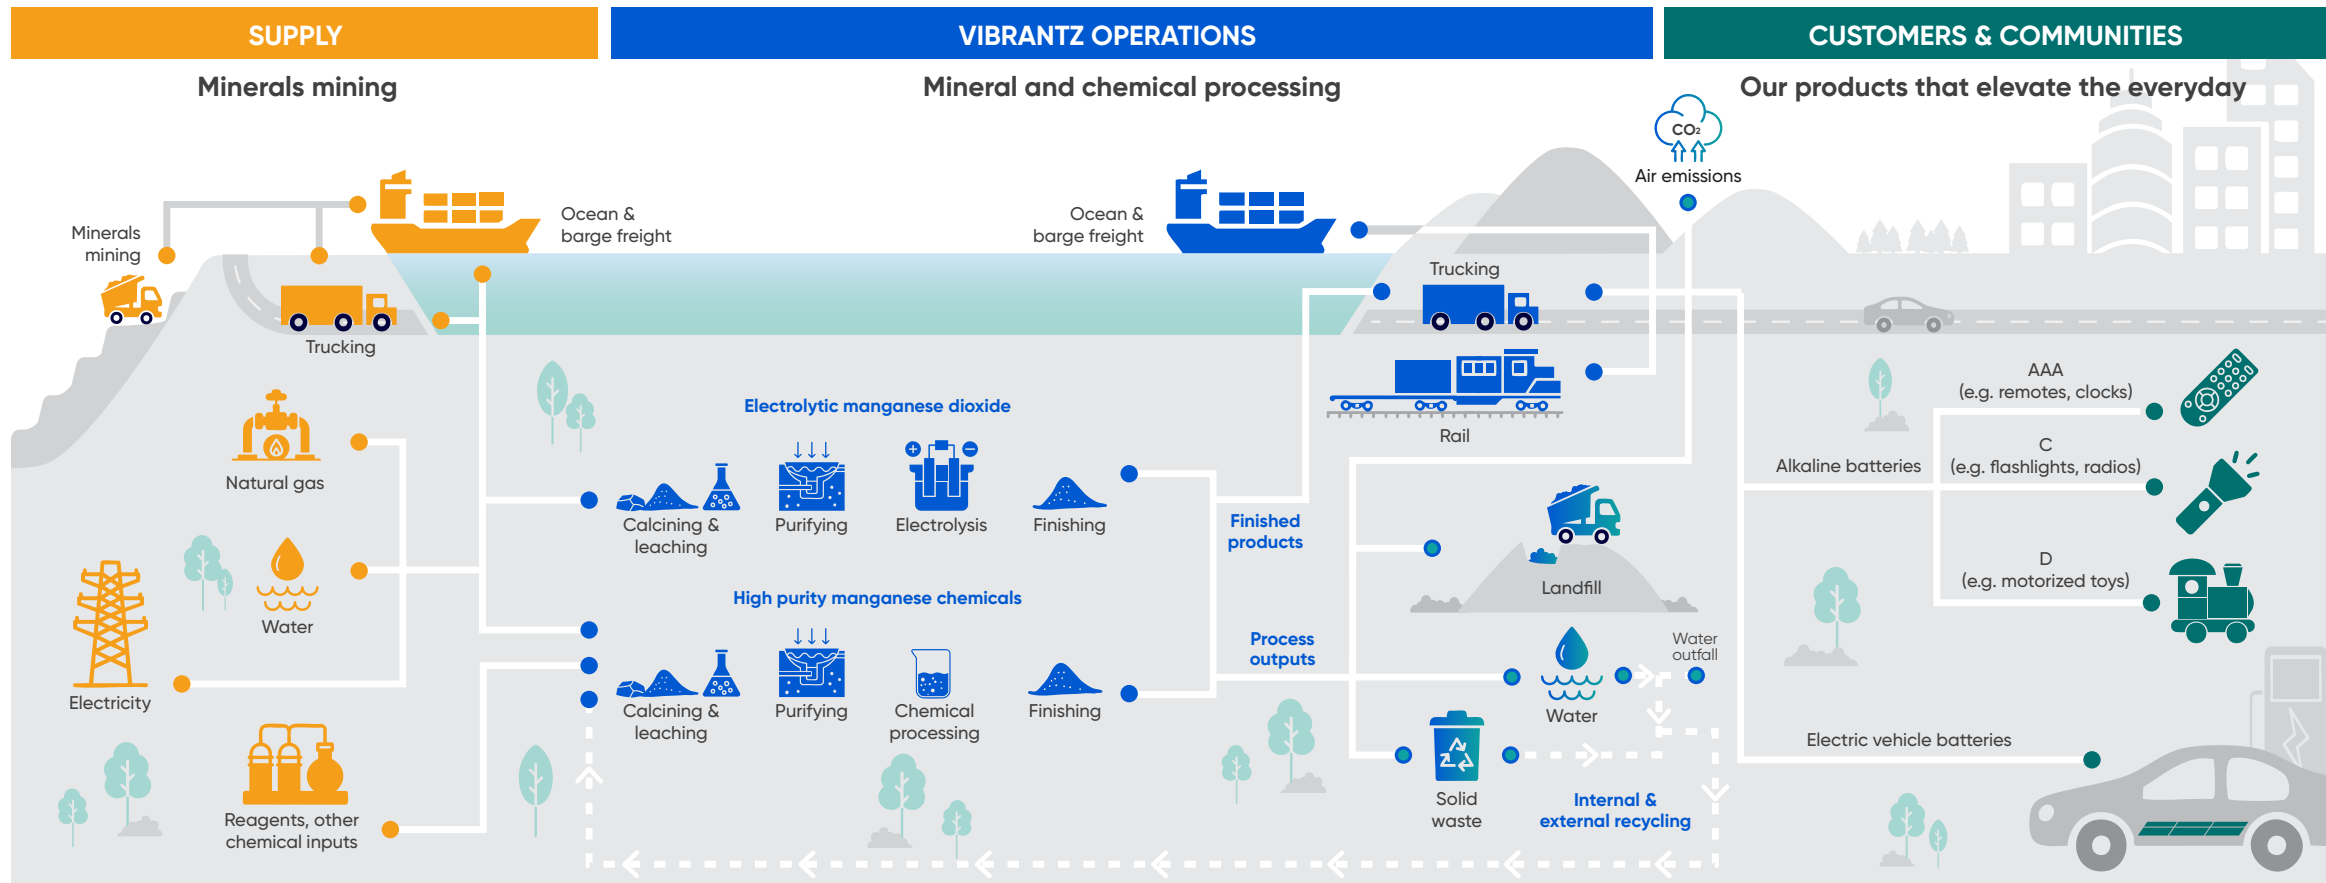 SUPPLY
VIBRANTZ OPERATIONS
CUSTOMERS & COMMUNITIES
Minerals mining
Mineral and chemical processing
Our products that elevate the everyday
CO₂
Air emissions
Minerals
mining
Ocean &
barge freight
Ocean &
barge freight
Trucking
Trucking
Rail
Natural gas
Water
Electricity
Reagents, other
chemical inputs
Electrolytic manganese dioxide
Calcining &
leaching
Purifying
Electrolysis
Finishing
High purity manganese chemicals
Calcining &
leaching
Purifying
Chemical
processing
Finishing
Finished
products
Process
outputs
Landfill
Water
Water
outfall
Solid
waste
Internal &
external recycling
Alkaline batteries
AAA
(e.g. remotes, clocks)
C
(e.g. flashlights, radios)
D
(e.g. motorized toys)
Electric vehicle batteries